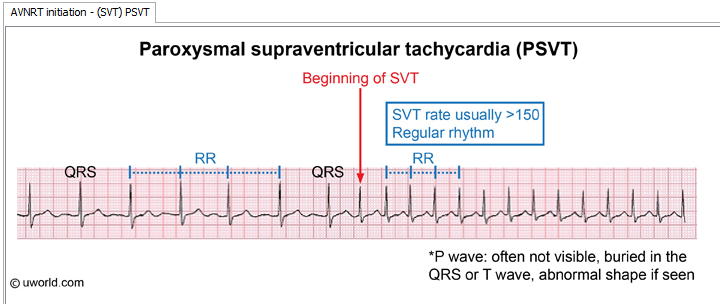 AVNRT initiation - (SVT) PSVT
Paroxysmal supraventricular tachycardia (PSVT)
Beginning of SVT
SVT rate usually >150
Regular rhythm
QRS
RR
QRS
RR
*P wave: often not visible, buried in the
QRS or T wave, abnormal shape if seen
© uworld.com